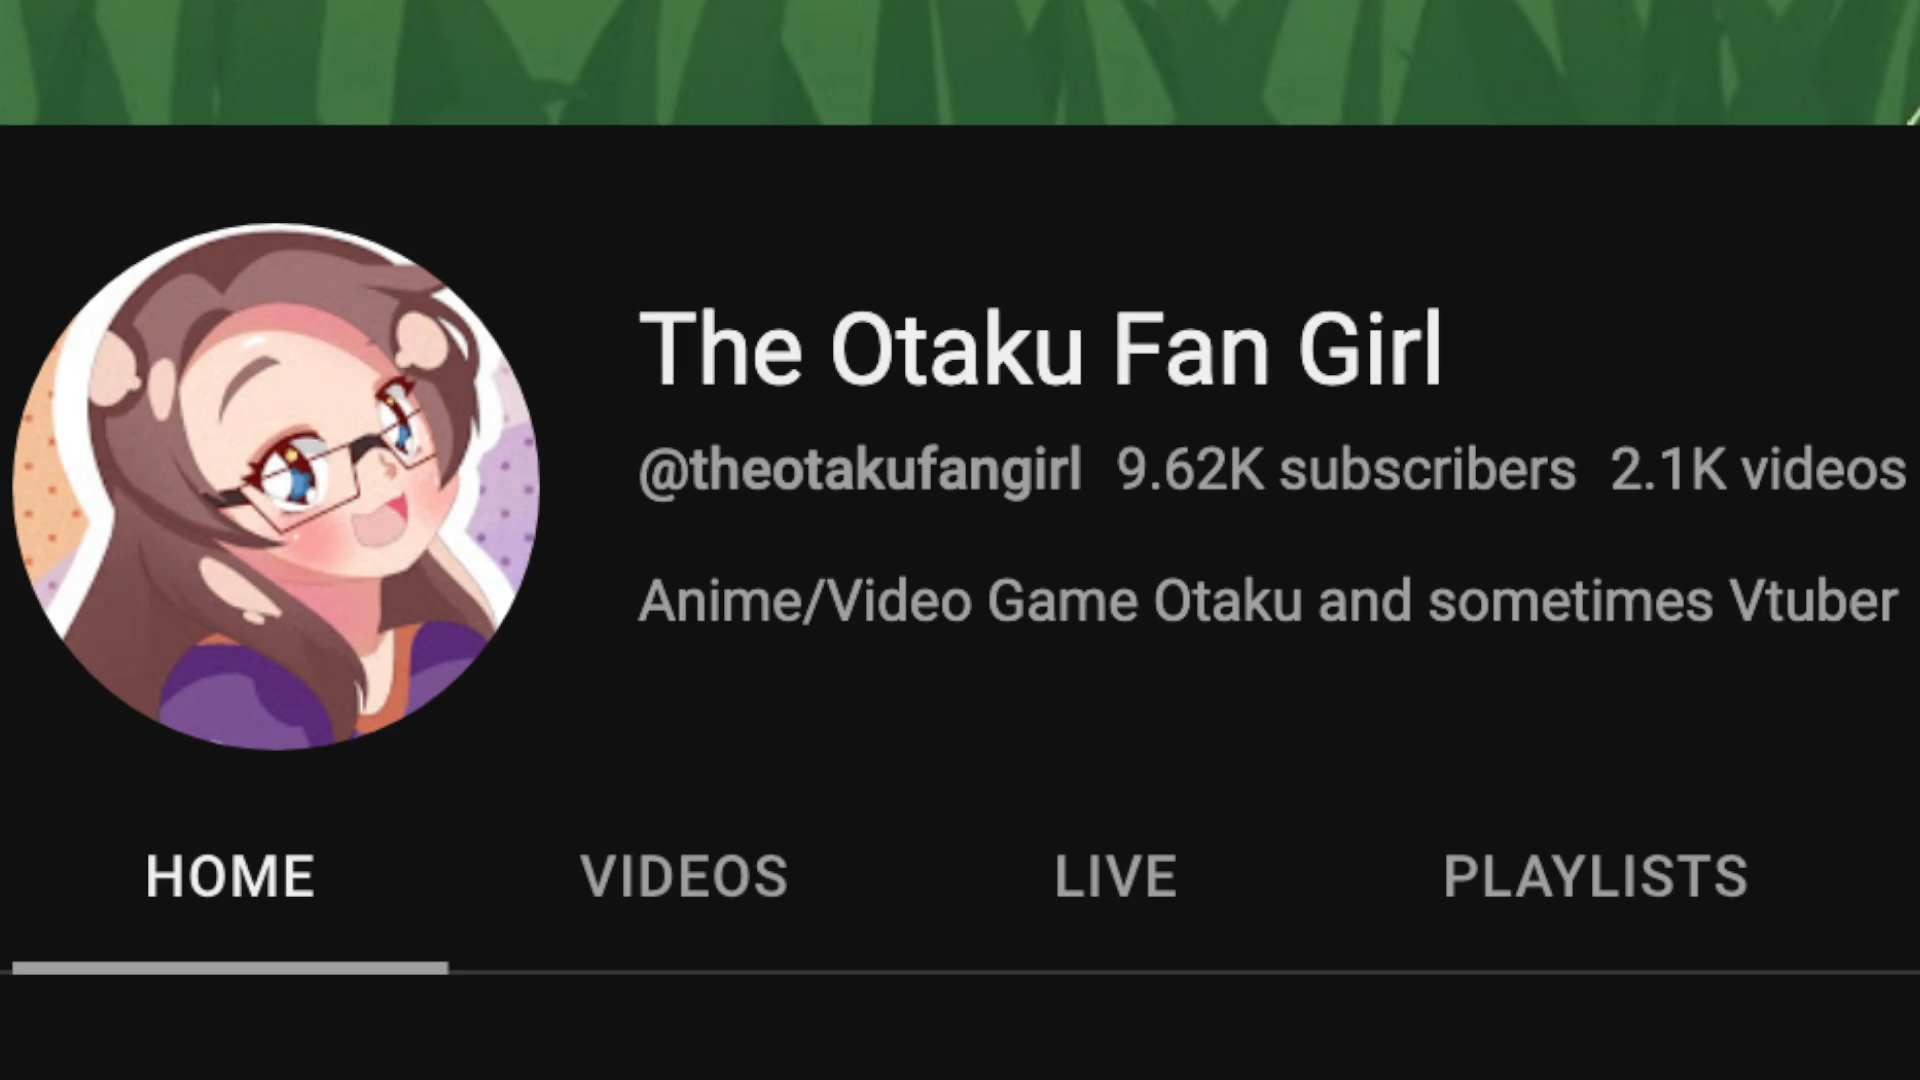 The Otaku Fan Girl
@theotakufangirl 9.62K subscribers 2.1K videos
Anime/Video Game Otaku and sometimes Vtuber
HOME VIDEOS LIVE PLAYLISTS